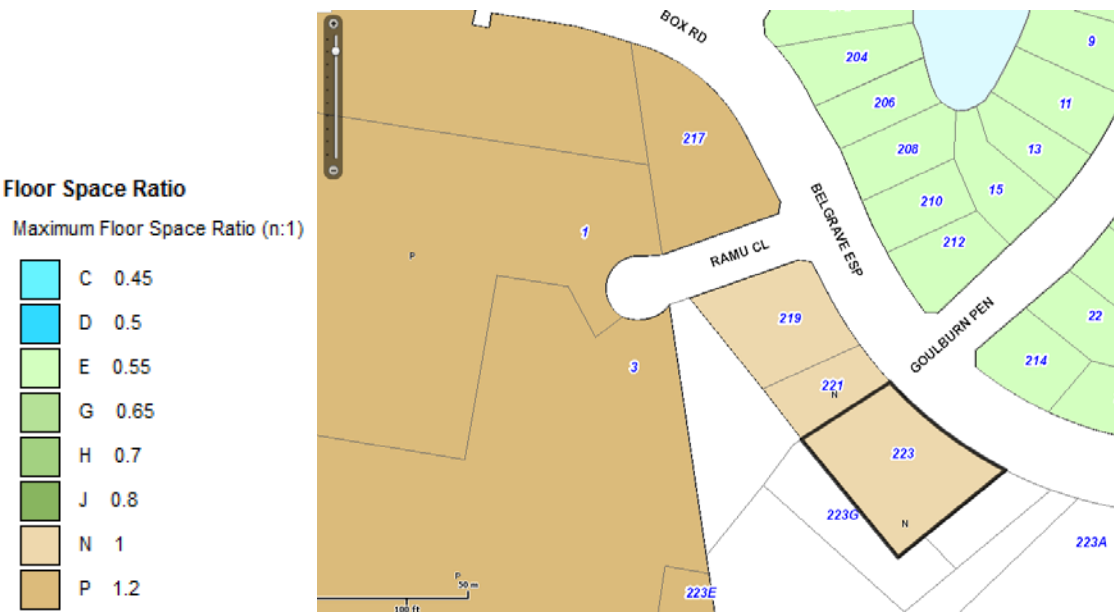 Floor Space Ratio
Maximum Floor Space Ratio (n:1)
C 0.45
D 0.5
E 0.55
G 0.65
H 0.7
J 0.8
N 1
P 1.2
BOX RD
204
9
206
11
217
208
13
15
210
BELGRAVE ESP
1
212
RAMU CL
P
219
GOULBURN PEN
22
214
3
221
N
223
223G
N
223A
P
50 m
223E
100 ft